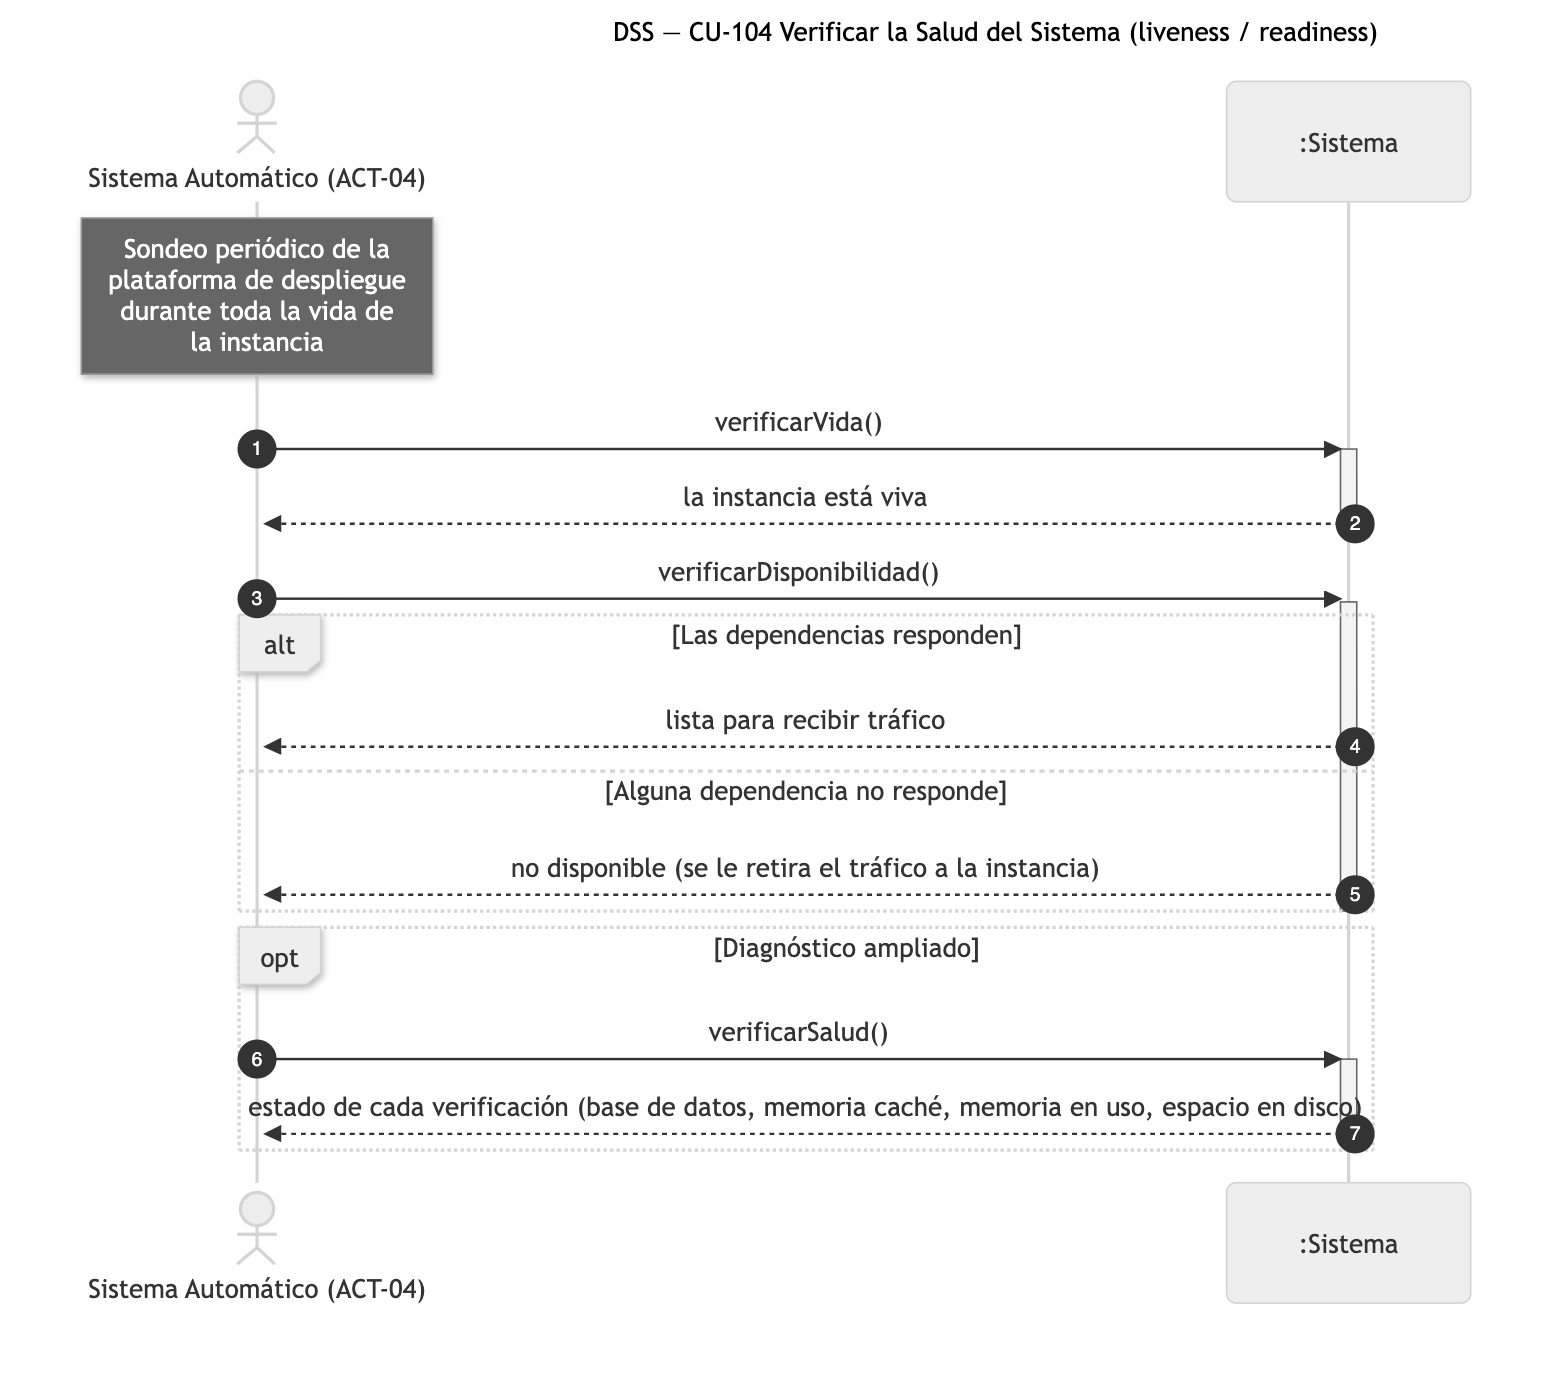 DSS — CU-104 Verificar la Salud del Sistema (liveness / readiness)
Sistema Automático (ACT-04)
:Sistema
Sondeo periódico de la
plataforma de despliegue
durante toda la vida de
la instancia
verificarVida()
1
la instancia está viva
2
verificarDisponibilidad()
3
alt
[Las dependencias responden]
lista para recibir tráfico
4
[Alguna dependencia no responde]
no disponible (se le retira el tráfico a la instancia)
5
opt
[Diagnóstico ampliado]
verificarSalud()
6
estado de cada verificación (base de datos, memoria caché, memoria en uso, espacio en disco)
7
Sistema Automático (ACT-04)
:Sistema